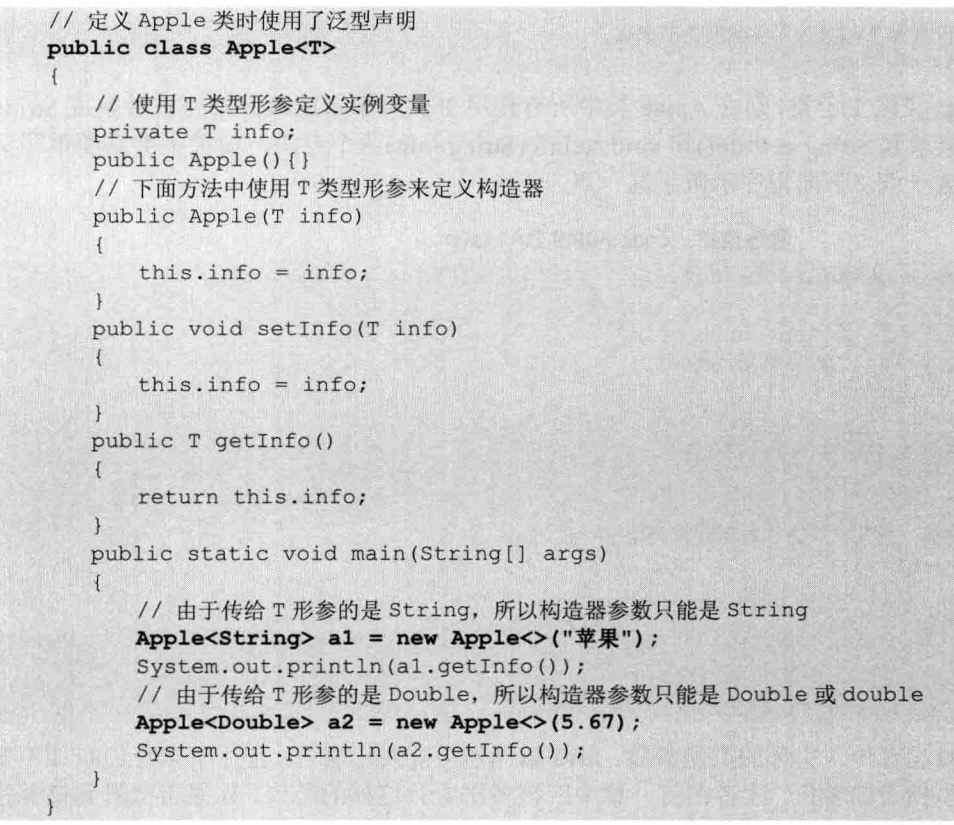 // 定义 Apple 类时使用了泛型声明
public class Apple<T>
{
    // 使用 T 类型形参定义实例变量
    private T info;
    public Apple(){}
    // 下面方法中使用 T 类型形参来定义构造器
    public Apple(T info)
    {
        this.info = info;
    }
    public void setInfo(T info)
    {
        this.info = info;
    }
    public T getInfo()
    {
        return this.info;
    }
    public static void main(String[] args)
    {
        // 由于传给 T 形参的是 String，所以构造器参数只能是 String
        Apple<String> a1 = new Apple<>("苹果");
        System.out.println(a1.getInfo());
        // 由于传给 T 形参的是 Double，所以构造器参数只能是 Double 或 double
        Apple<Double> a2 = new Apple<>(5.67);
        System.out.println(a2.getInfo());
    }
}